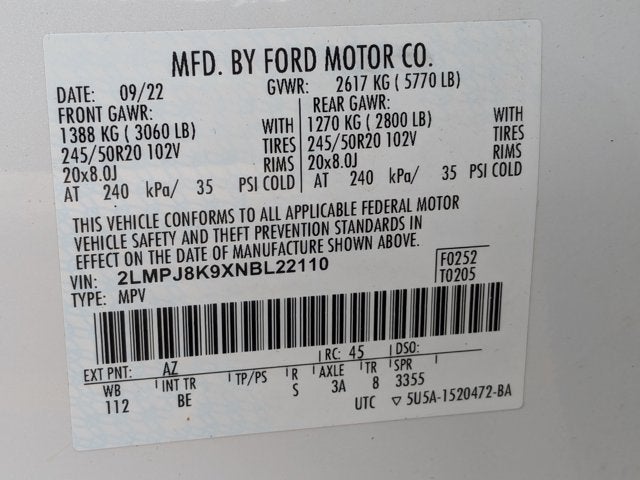 MFD. BY FORD MOTOR CO.
DATE: 09/22 GVWR: 2617 KG ( 5770 LB)
FRONT GAWR: REAR GAWR:
1388 KG ( 3060 LB) WITH 1270 KG ( 2800 LB) WITH
245/50R20 102V TIRES 245/50R20 102V TIRES
20x8.0J RIMS 20x8.0J RIMS
AT 240 kPa/ 35 PSI COLD AT 240 kPa/ 35 PSI COLD
THIS VEHICLE CONFORMS TO ALL APPLICABLE FEDERAL MOTOR
VEHICLE SAFETY AND THEFT PREVENTION STANDARDS IN
EFFECT ON THE DATE OF MANUFACTURE SHOWN ABOVE.
VIN: 2LMPJ8K9XNBL22110 F0252
TYPE: MPV T0205
EXT PNT: AZ RC: 45 DSO:
WB INT TR TP/PS R AXLE TR SPR
112 BE S 3A 8 3355
UTC ▽ 5U5A-1520472-BA